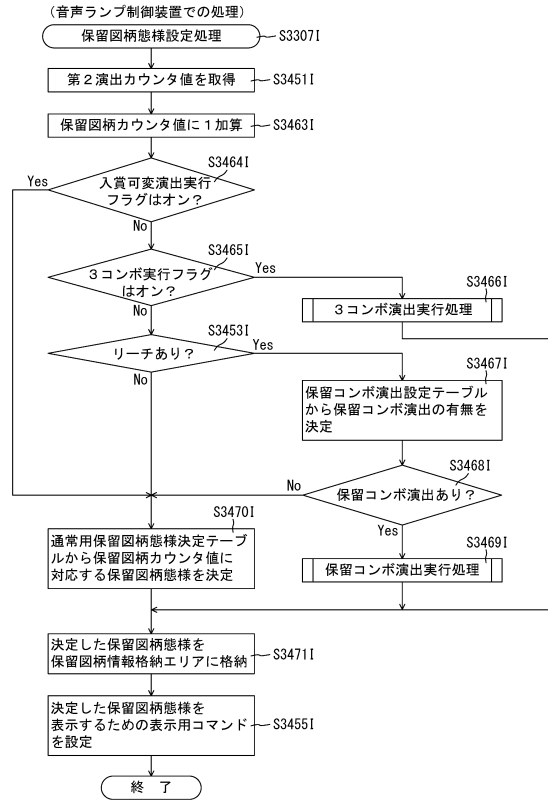 (音声ランプ制御装置での処理)
保留図柄態様設定処理
S3307I
第2演出カウンタ値を取得
S3451I
保留図柄カウンタ値に1加算
S3463I
S3464I
入賞可変演出実行
フラグはオン?
Yes
No
S3465I
3コンボ実行フラグ
はオン?
Yes
No
S3466I
3コンボ演出実行処理
S3453I
リーチあり?
Yes
No
S3467I
保留コンボ演出設定テーブル
から保留コンボ演出の有無を
決定
S3468I
保留コンボ演出あり?
No
Yes
S3470I
通常用保留図柄態様決定テー
ブルから保留図柄カウンタ値に
対応する保留図柄態様を決定
S3469I
保留コンボ演出実行処理
決定した保留図柄態様を
保留図柄情報格納エリアに格納
S3471I
決定した保留図柄態様を
表示するための表示用コマンド
を設定
S3455I
終 了